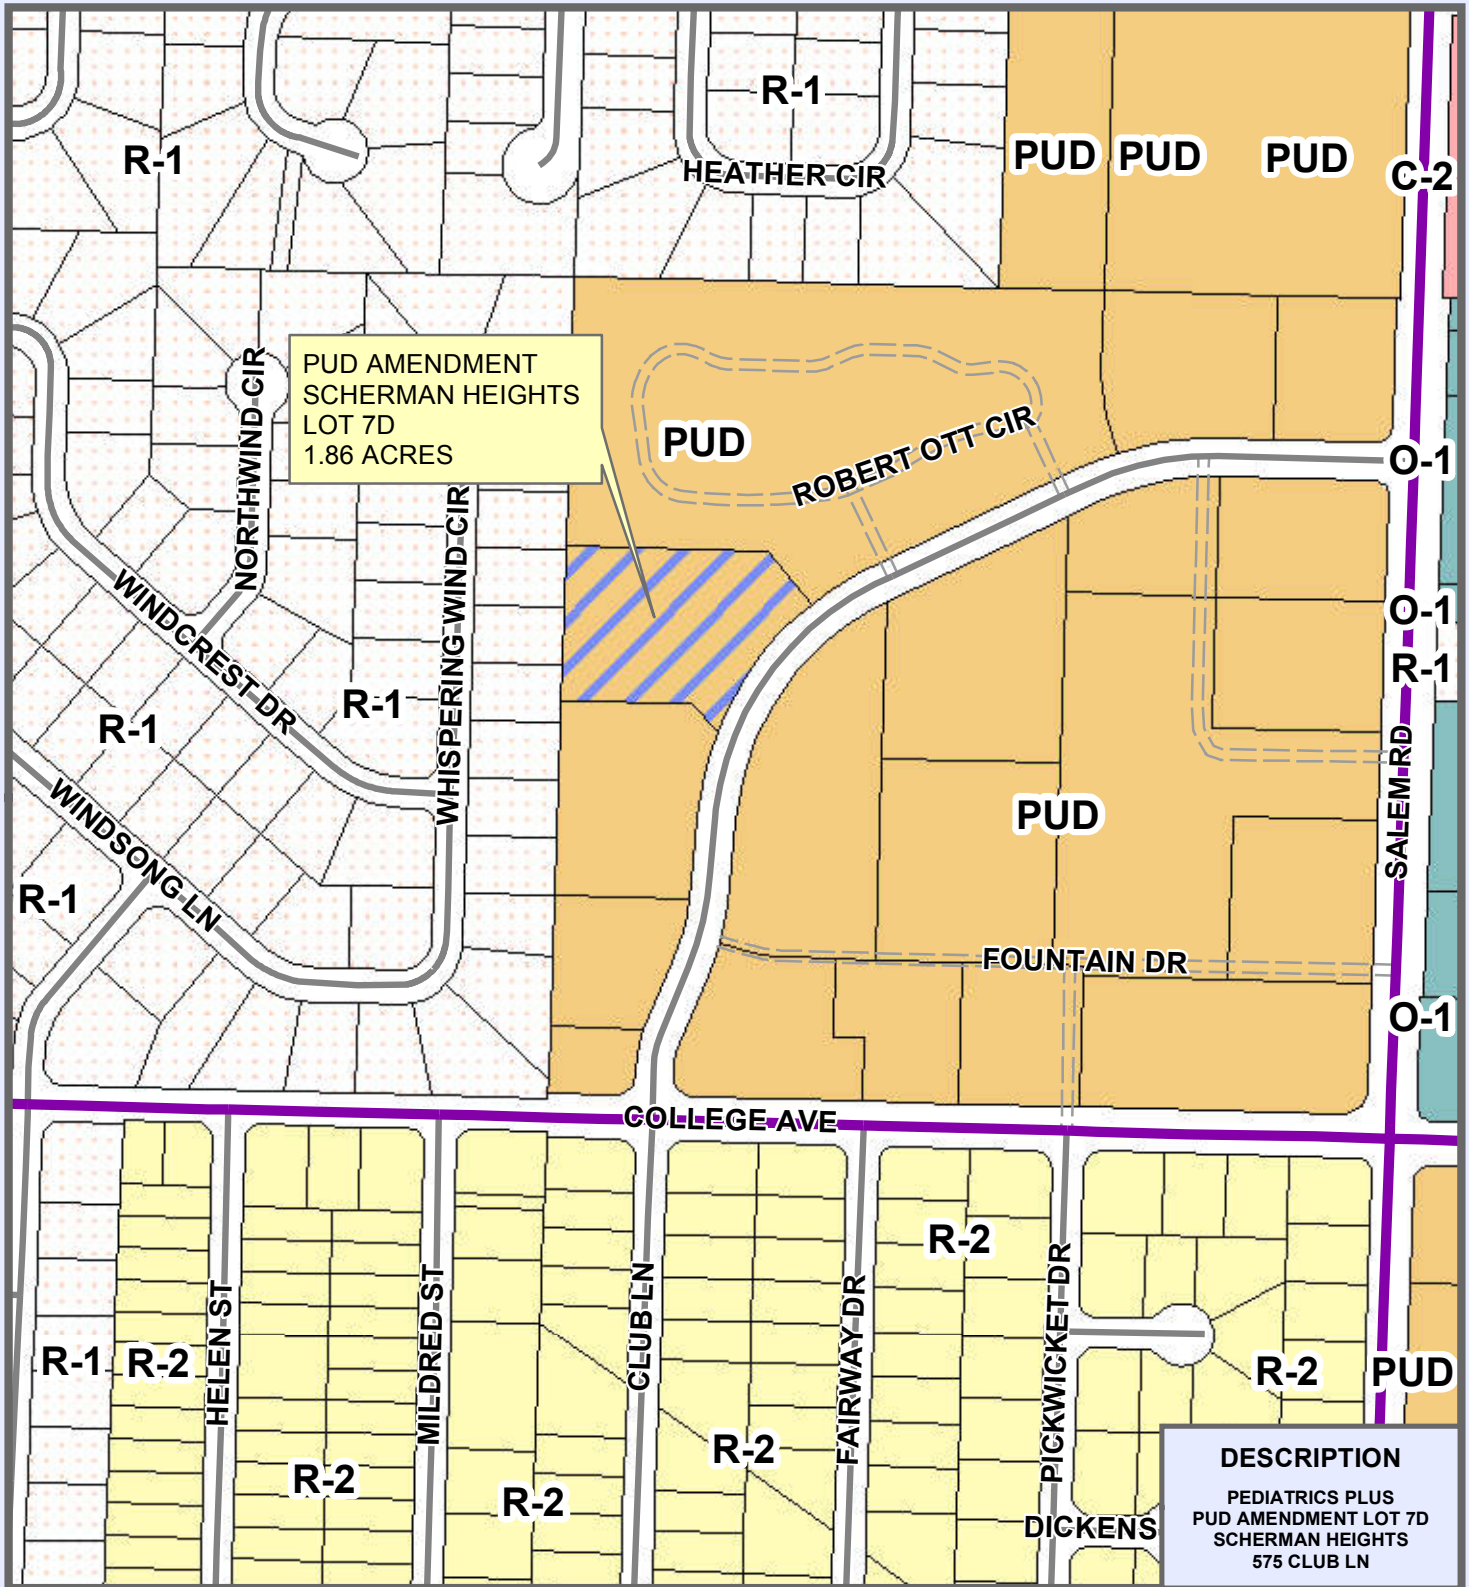 R-1
R-1
HEATHER CIR
PUD
PUD
PUD
C-2
PUD AMENDMENT
SCHERMAN HEIGHTS
LOT 7D
1.86 ACRES
NORTHWIND CIR
PUD
ROBERT OTT CIR
O-1
WHISPERING WIND CIR
WINDCREST DR
O-1
R-1
R-1
R-1
SALEM RD
WINDSONG LN
PUD
R-1
FOUNTAIN DR
O-1
COLLEGE AVE
R-2
HELEN ST
MILDRED ST
CLUB LN
FAIRWAY DR
PICKWICKET DR
R-1
R-2
R-2
PUD
R-2
R-2
R-2
DICKENS
DESCRIPTION
PEDIATRICS PLUS
PUD AMENDMENT LOT 7D
SCHERMAN HEIGHTS
575 CLUB LN